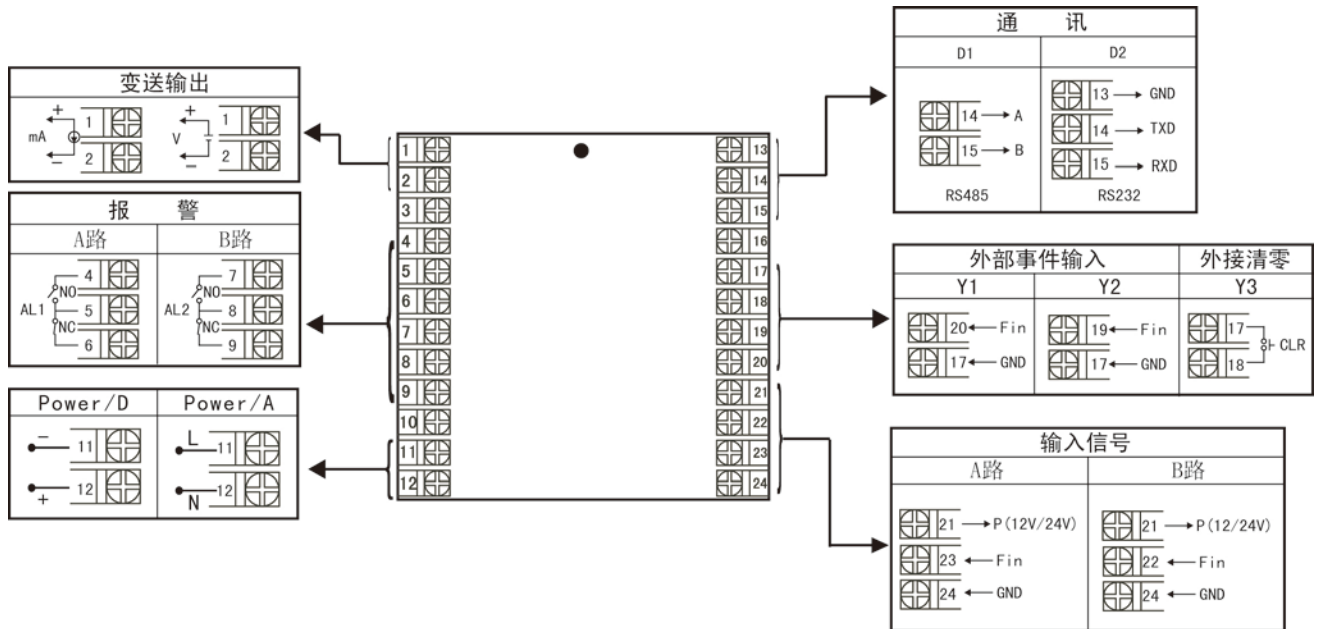 变送输出
+ 1 + 1
mA V
− 2 − 2
报 警
A路 B路
4 7
NO NO
AL1 5 AL2 8
NC NC
6 9
Power/D Power/A
− 11 L 11
+ 12 N 12
1 13
2 14
3 15
4 16
5 17
6 18
7 19
8 20
9 21
10 22
11 23
12 24
通 讯
D1 D2
13 GND
14 A 14 TXD
15 B 15 RXD
RS485 RS232
外部事件输入 外接清零
Y1 Y2 Y3
20 Fin 19 Fin 17
CLR
17 GND 17 GND 18
输入信号
A路 B路
21 P(12V/24V) 21 P(12/24V)
23 Fin 22 Fin
24 GND 24 GND